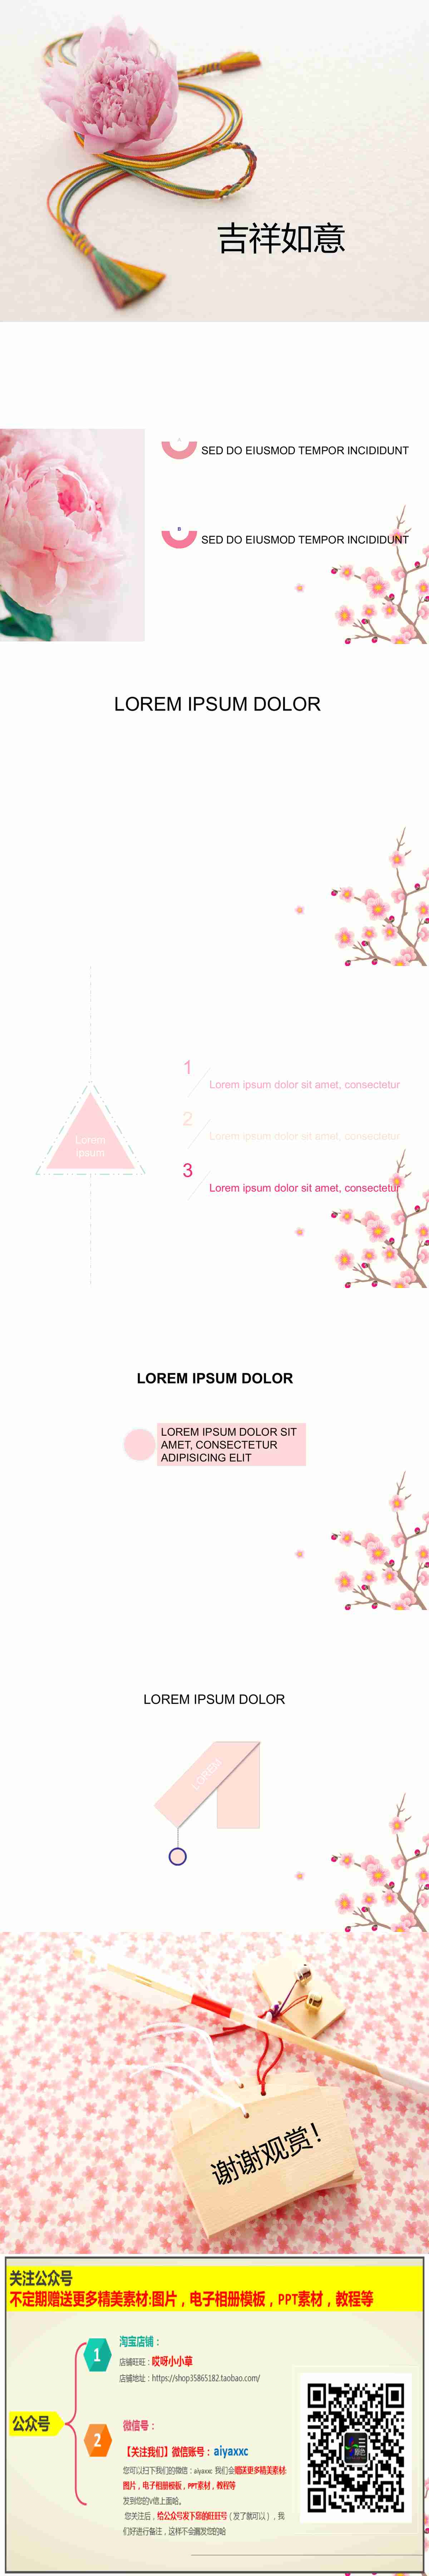 吉祥如意
A
SED DO EIUSMOD TEMPOR INCIDIDUNT
B
SED DO EIUSMOD TEMPOR INCIDIDUNT
LOREM IPSUM DOLOR
Lorem
ipsum
1
Lorem ipsum dolor sit amet, consectetur
2
Lorem ipsum dolor sit amet, consectetur
3
Lorem ipsum dolor sit amet, consectetur
LOREM IPSUM DOLOR
LOREM IPSUM DOLOR SIT
AMET, CONSECTETUR
ADIPISICING ELIT
LOREM IPSUM DOLOR
LOREM
谢谢观赏!
关注公众号
不定期赠送更多精美素材:图片，电子相册模板，PPT素材，教程等
公众号
1
淘宝店铺：
店铺旺旺：哎呀小小草
店铺地址：https://shop35865182.taobao.com/
2
微信号：
【关注我们】微信账号：aiyaxxc
您可以扫下我们的微信：aiyaxxc 我们会赠送更多精美素材:
图片，电子相册模板，PPT素材，教程等
发到您的V信上面哈。
您关注后，给公众号发下您的旺旺号（发了就可以），我
们好进行备注，这样不会漏发您的哈